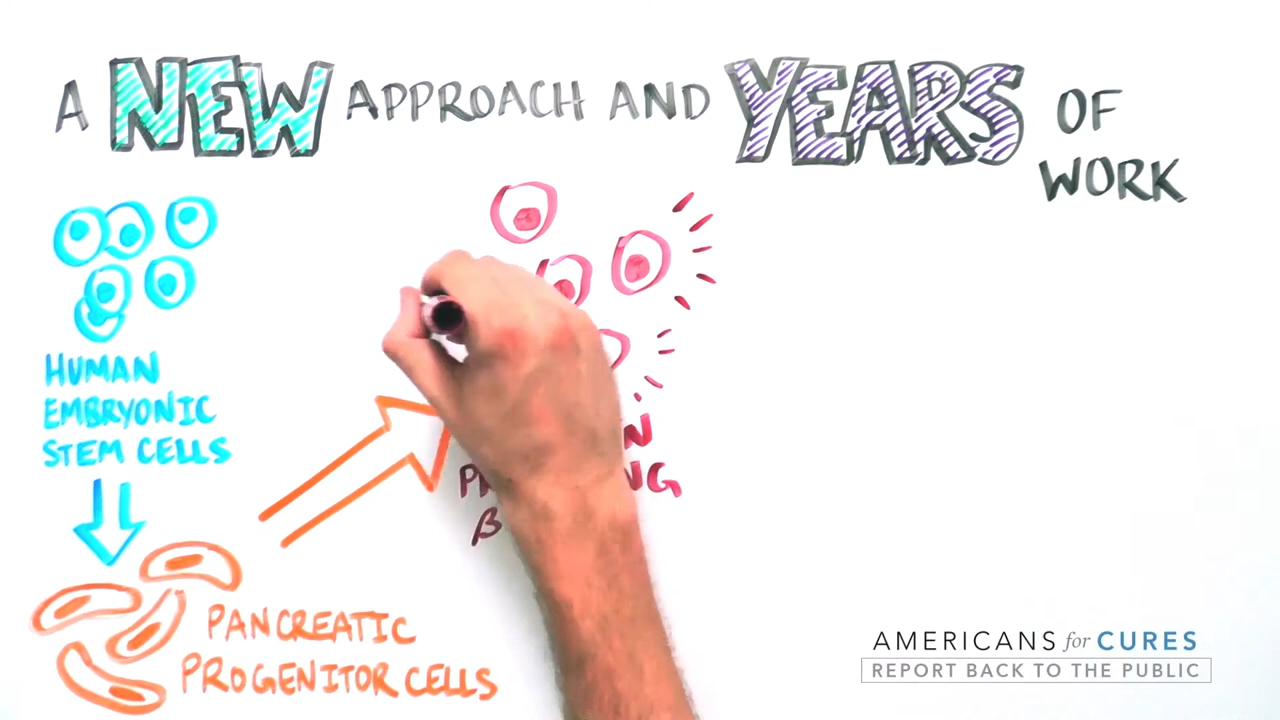 A NEW APPROACH AND YEARS OF
WORK
HUMAN
EMBRYONIC
STEM CELLS
PANCREATIC
PROGENITOR CELLS
β
AMERICANS for CURES
REPORT BACK TO THE PUBLIC